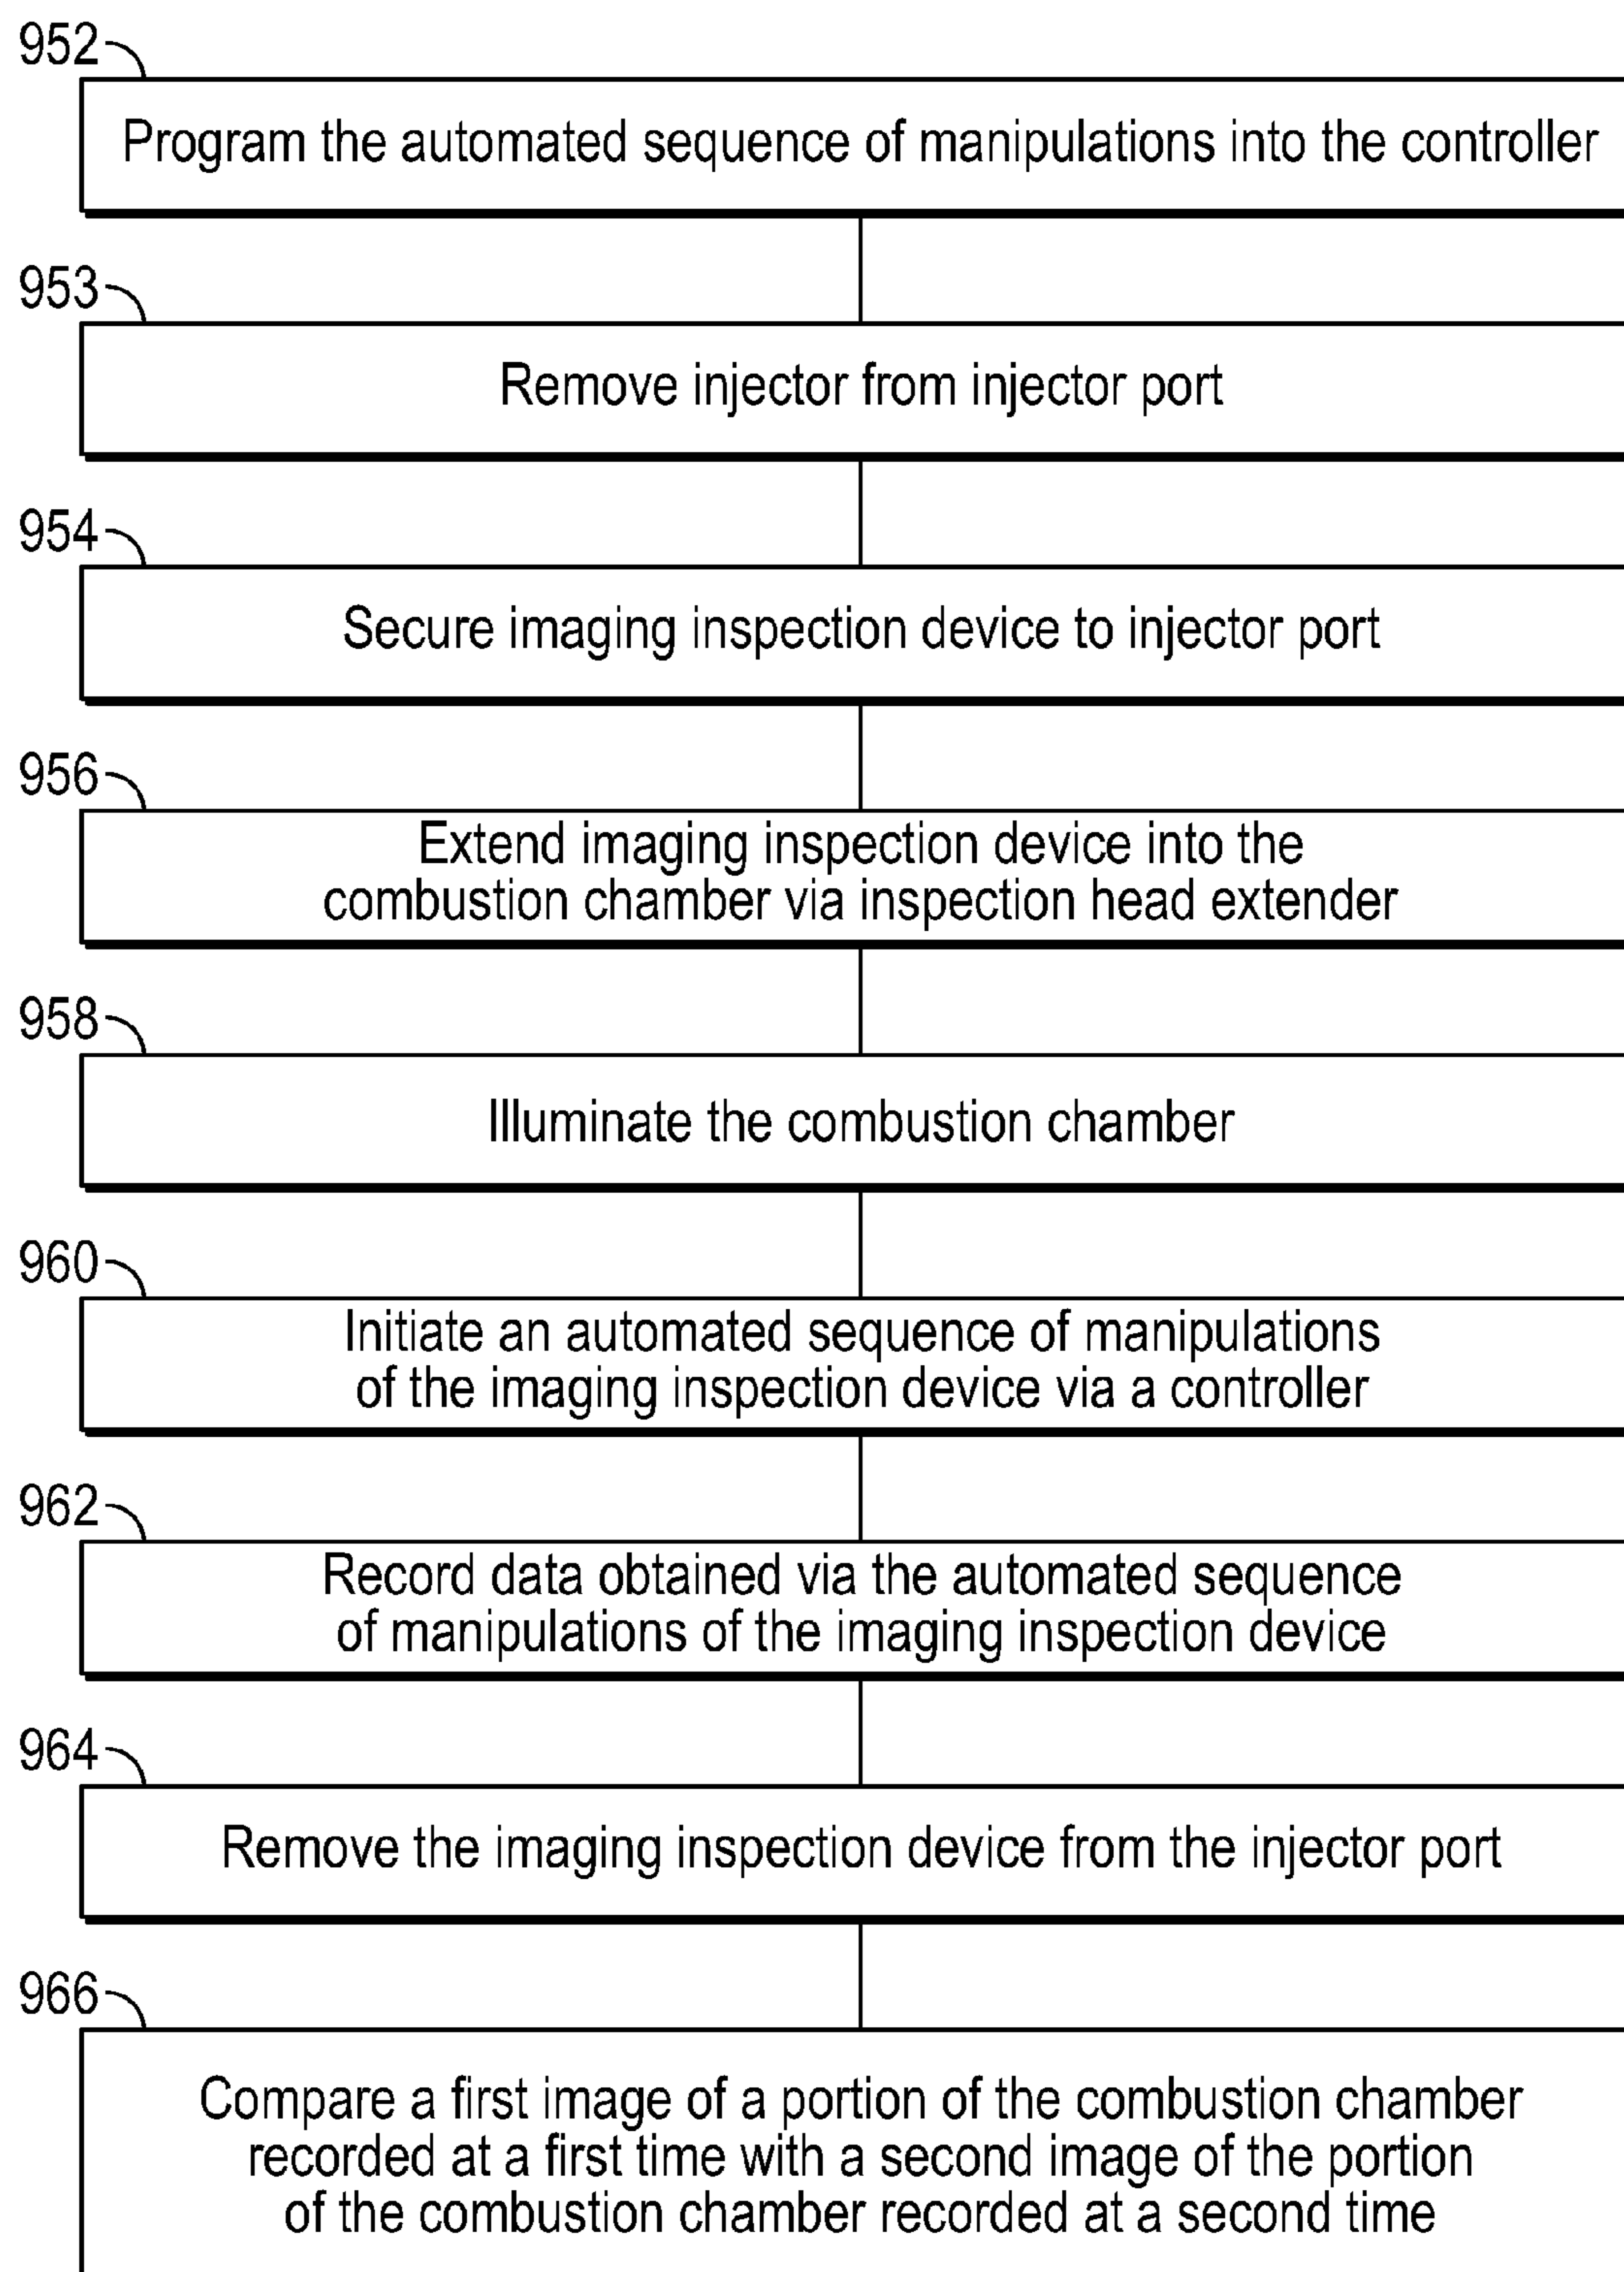 952
Program the automated sequence of manipulations into the controller
953
Remove injector from injector port
954
Secure imaging inspection device to injector port
956
Extend imaging inspection device into the
combustion chamber via inspection head extender
958
Illuminate the combustion chamber
960
Initiate an automated sequence of manipulations
of the imaging inspection device via a controller
962
Record data obtained via the automated sequence
of manipulations of the imaging inspection device
964
Remove the imaging inspection device from the injector port
966
Compare a first image of a portion of the combustion chamber
recorded at a first time with a second image of the portion
of the combustion chamber recorded at a second time